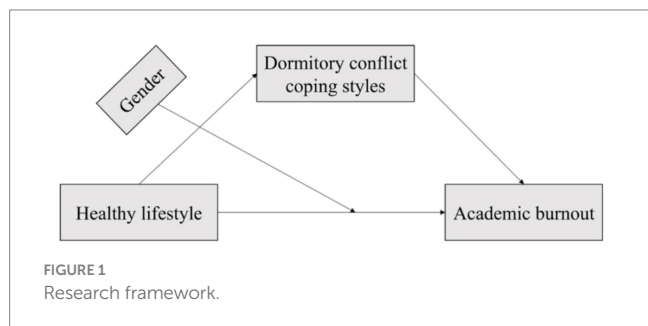 Gender
Dormitory conflict
coping styles
Healthy lifestyle
Academic burnout
FIGURE 1
Research framework.